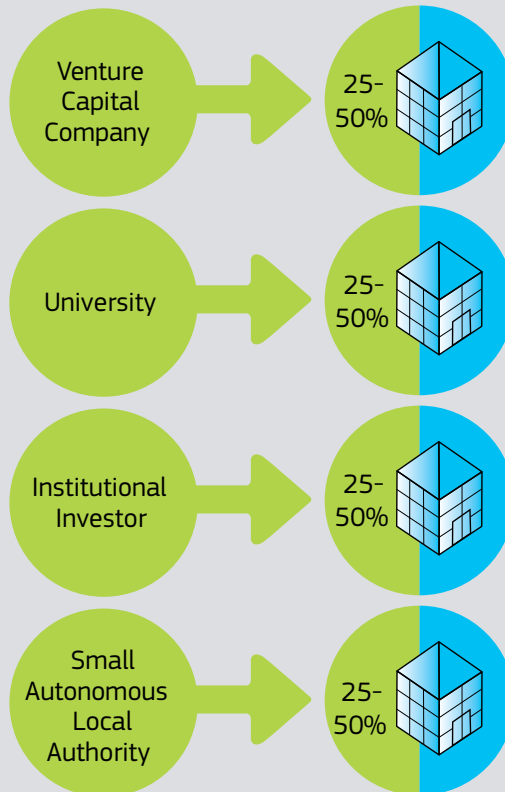 Venture
Capital
Company
25-
50%
University
25-
50%
Institutional
Investor
25-
50%
Small
Autonomous
Local
Authority
25-
50%